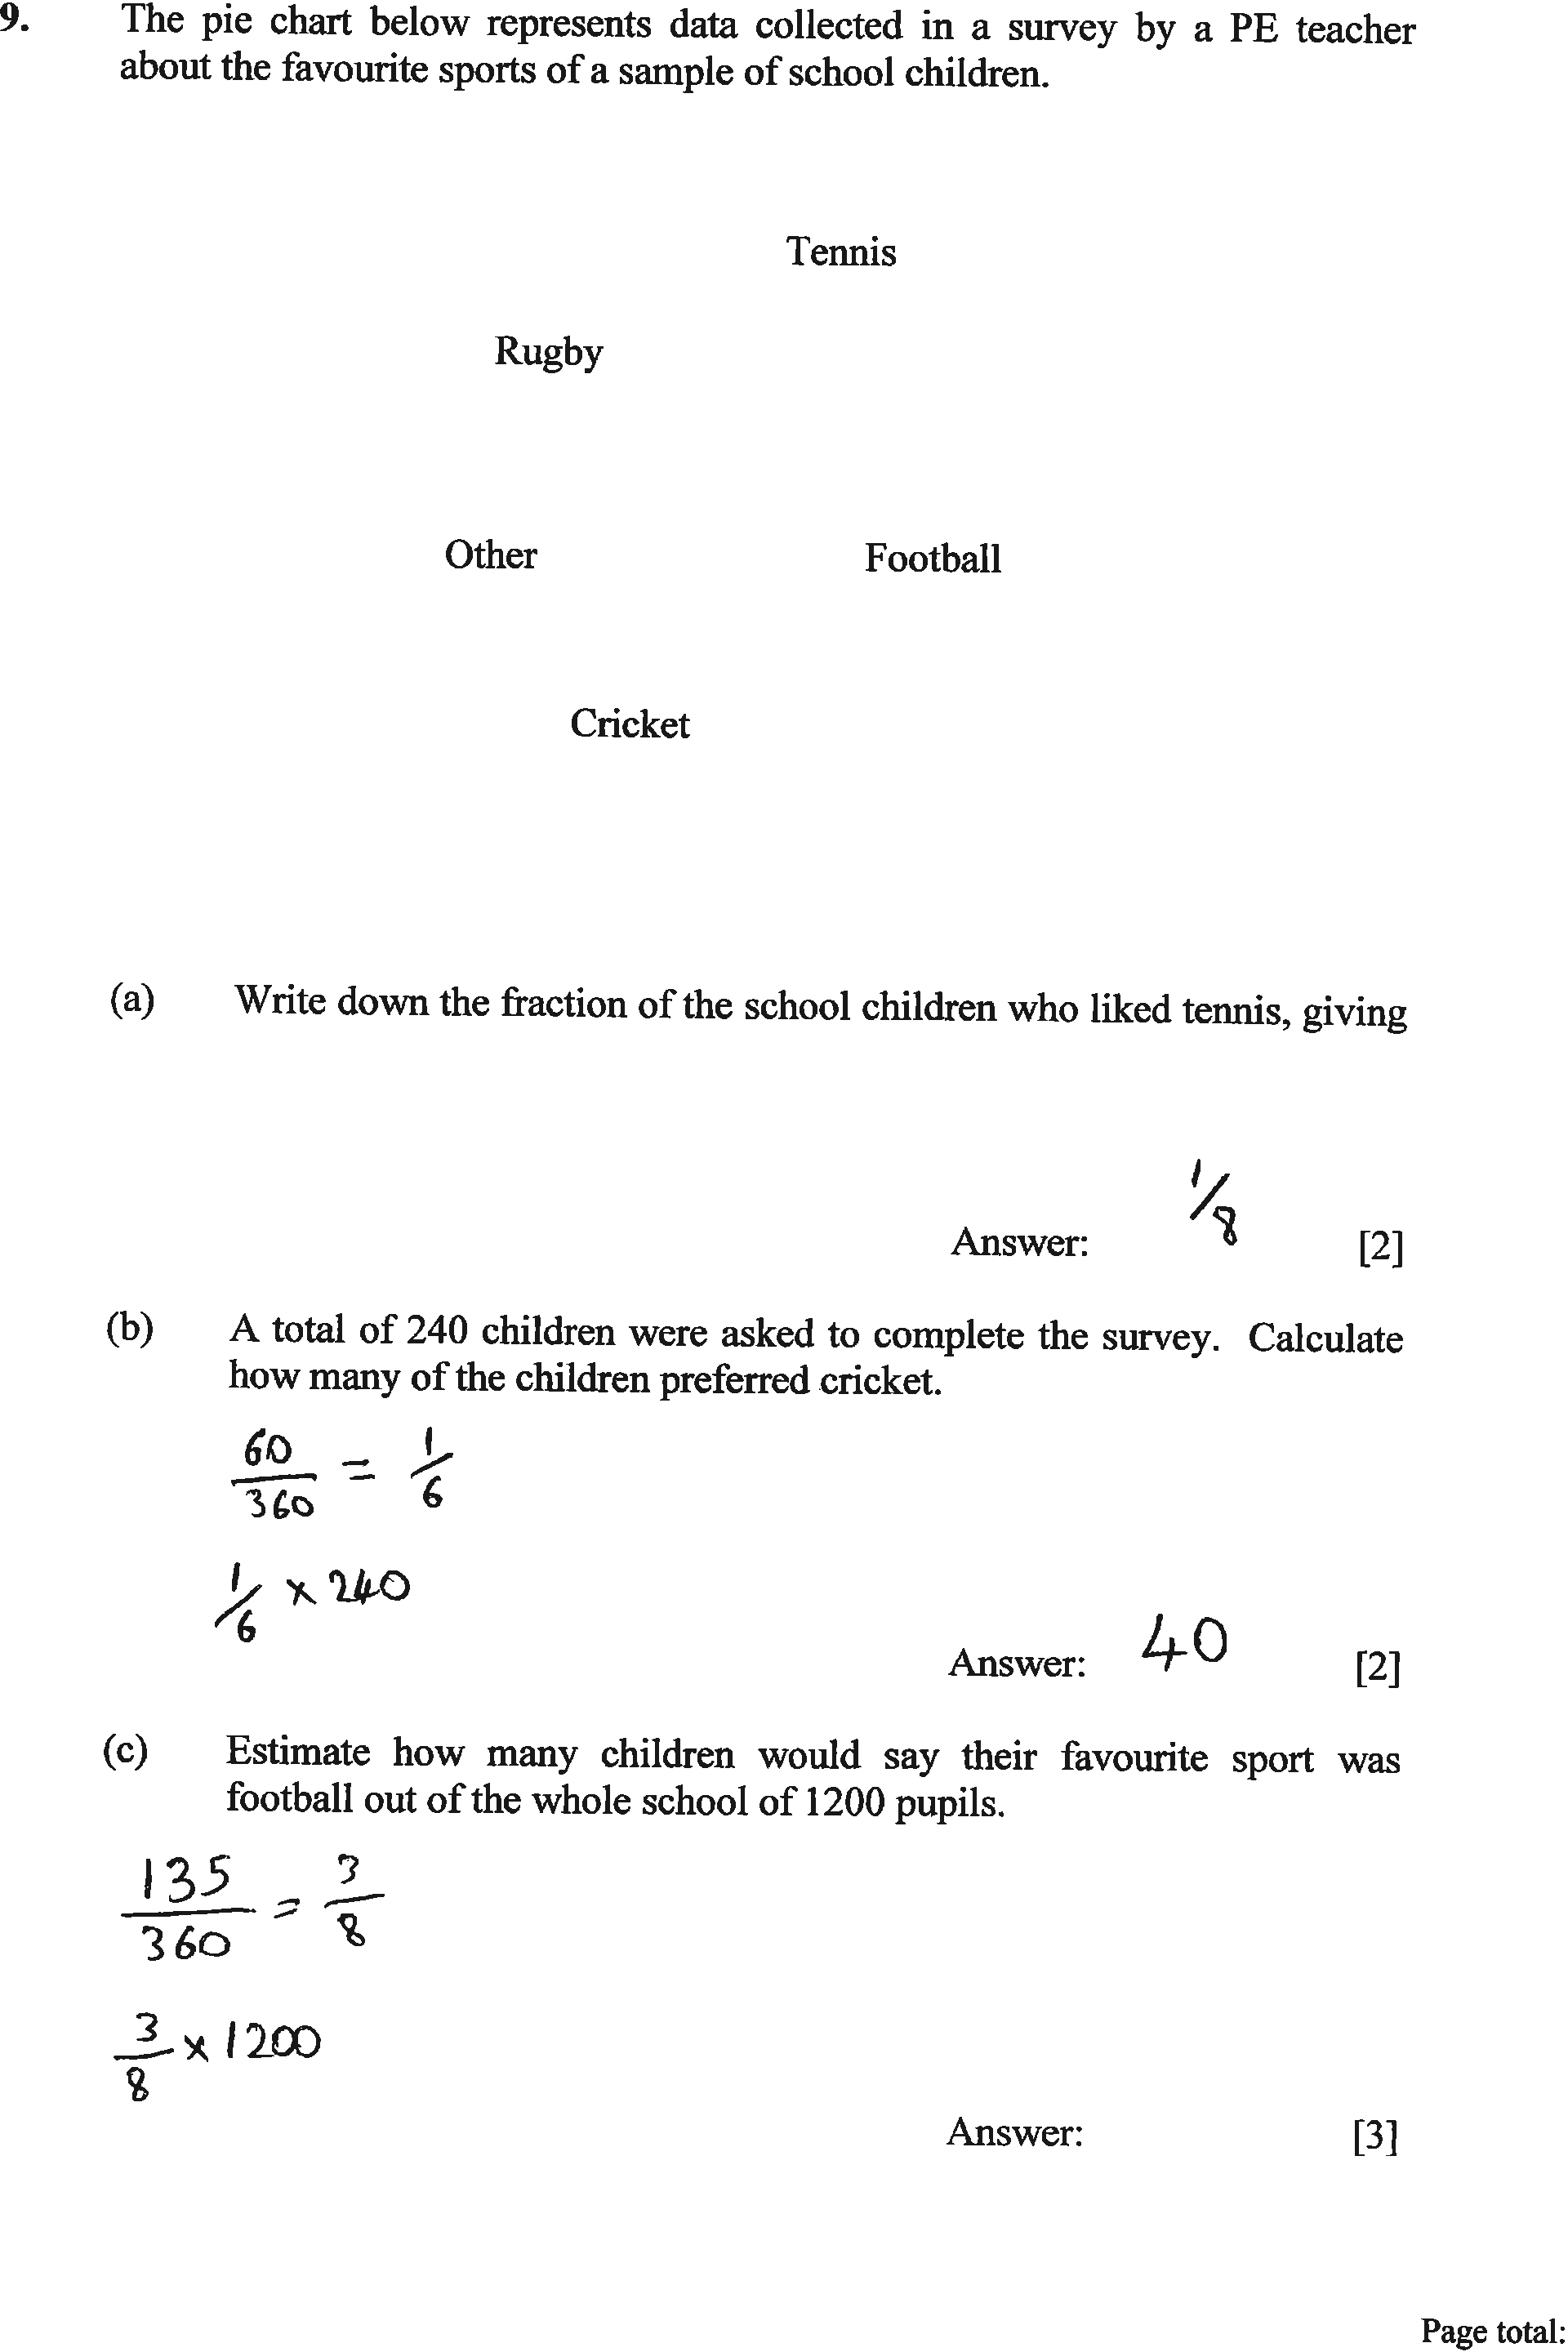 9. The pie chart below represents data collected in a survey by a PE teacher
about the favourite sports of a sample of school children.
Tennis
Rugby
Other Football
Cricket
(a) Write down the fraction of the school children who liked tennis, giving
1/8
Answer: [2]
(b) A total of 240 children were asked to complete the survey. Calculate
how many of the children preferred cricket.
60/360 = 1/6
1/6 × 240
Answer: 40 [2]
(c) Estimate how many children would say their favourite sport was
football out of the whole school of 1200 pupils.
135/360 = 3/8
3/8 × 1200
Answer: [3]
Page total: